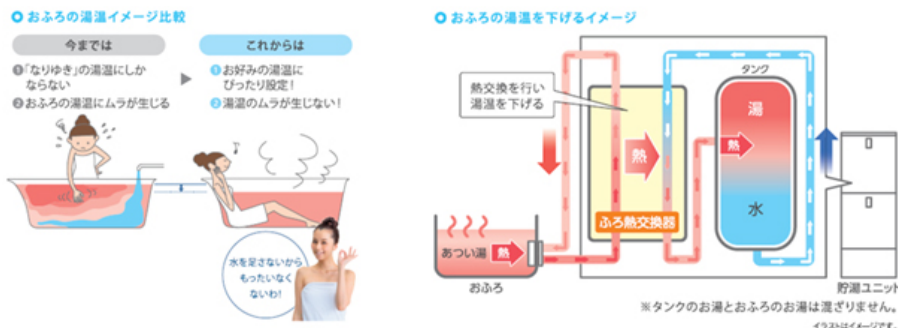 おふろの湯温イメージ比較
今までは
❶「なりゆき」の湯温にしか
ならない
❷おふろの湯温にムラが生じる
これからは
❶お好みの湯温に
ぴったり設定！
❷湯温のムラが生じない！
水を足さないから
もったいなく
ないわ！
おふろの湯温を下げるイメージ
熱交換を行い
湯温を下げる
タンク
湯
熱
熱
水
ふろ熱交換器
あつい湯
熱
おふろ
貯湯ユニット
※タンクのお湯とおふろのお湯は混ざりません。
イラストはイメージです。